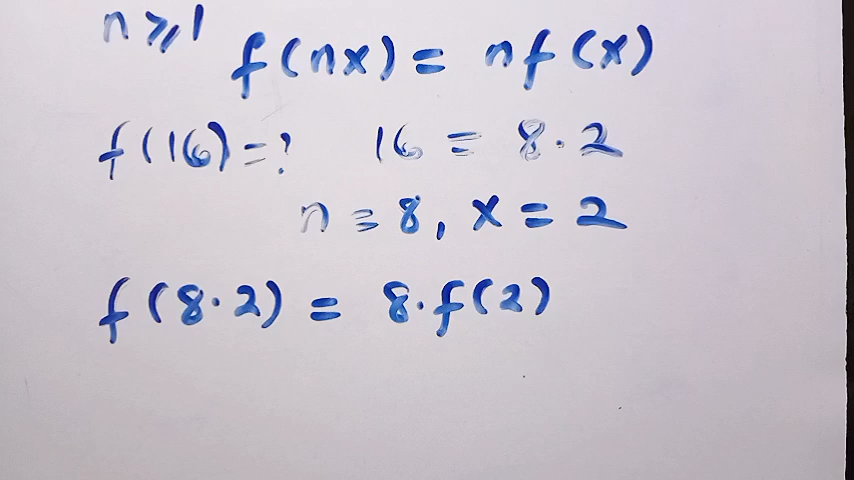 n ⩾ 1 f(nx) = nf(x)
f(16) = ? 16 = 8·2
n = 8, x = 2
f(8·2) = 8·f(2)